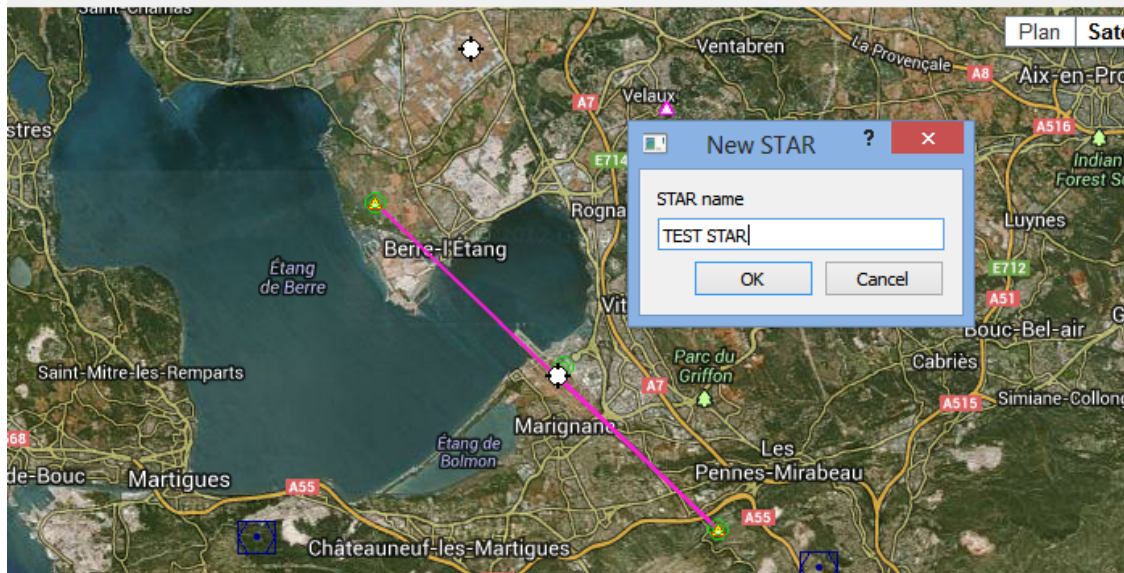 Saint-Chamas
Plan
Sate
Ventabren
La Provençale
A8
Aix-en-Pro
A7
Velaux
A516
stres
New STAR
?
E714
Indian
Forest Su
STAR name
Rogna
Luynes
TEST STAR
Berre-l'Étang
Étang
de Berre
E712
OK
Cancel
A51
Vit
G
Bouc-Bel-air
Parc du
Griffon
Cabriès
Saint-Mitre-les-Remparts
A7
A515
Simiane-Collong
Marignane
568
Étang de
Bolmon
Les
Pennes-Mirabeau
de-Bouc
Martigues
A55
A55
Châteauneuf-les-Martigues